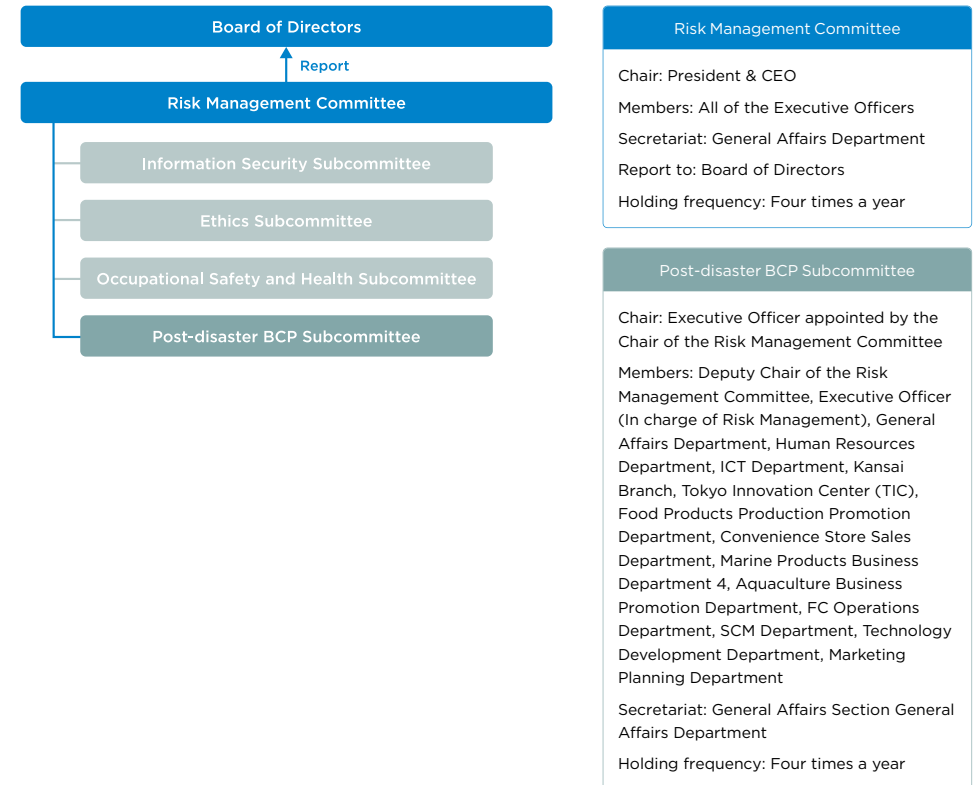 Board of Directors
Report
Risk Management Committee
Information Security Subcommittee
Ethics Subcommittee
Occupational Safety and Health Subcommittee
Post-disaster BCP Subcommittee
Risk Management Committee
Chair: President & CEO
Members: All of the Executive Officers
Secretariat: General Affairs Department
Report to: Board of Directors
Holding frequency: Four times a year
Post-disaster BCP Subcommittee
Chair: Executive Officer appointed by the
Chair of the Risk Management Committee
Members: Deputy Chair of the Risk
Management Committee, Executive Officer
(In charge of Risk Management), General
Affairs Department, Human Resources
Department, ICT Department, Kansai
Branch, Tokyo Innovation Center (TIC),
Food Products Production Promotion
Department, Convenience Store Sales
Department, Marine Products Business
Department 4, Aquaculture Business
Promotion Department, FC Operations
Department, SCM Department, Technology
Development Department, Marketing
Planning Department
Secretariat: General Affairs Section General
Affairs Department
Holding frequency: Four times a year